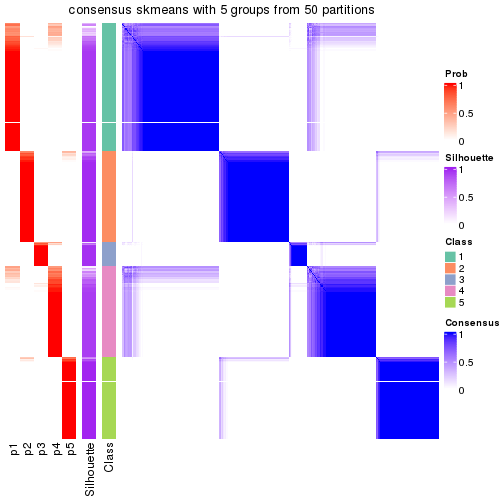 consensus skmeans with 5 groups from 50 partitions
Prob
1
0.5
0
Silhouette
1
0.5
0
Class
1
2
3
4
5
Consensus
1
0.5
0
p1
p2
p3
p4
p5
Silhouette
Class